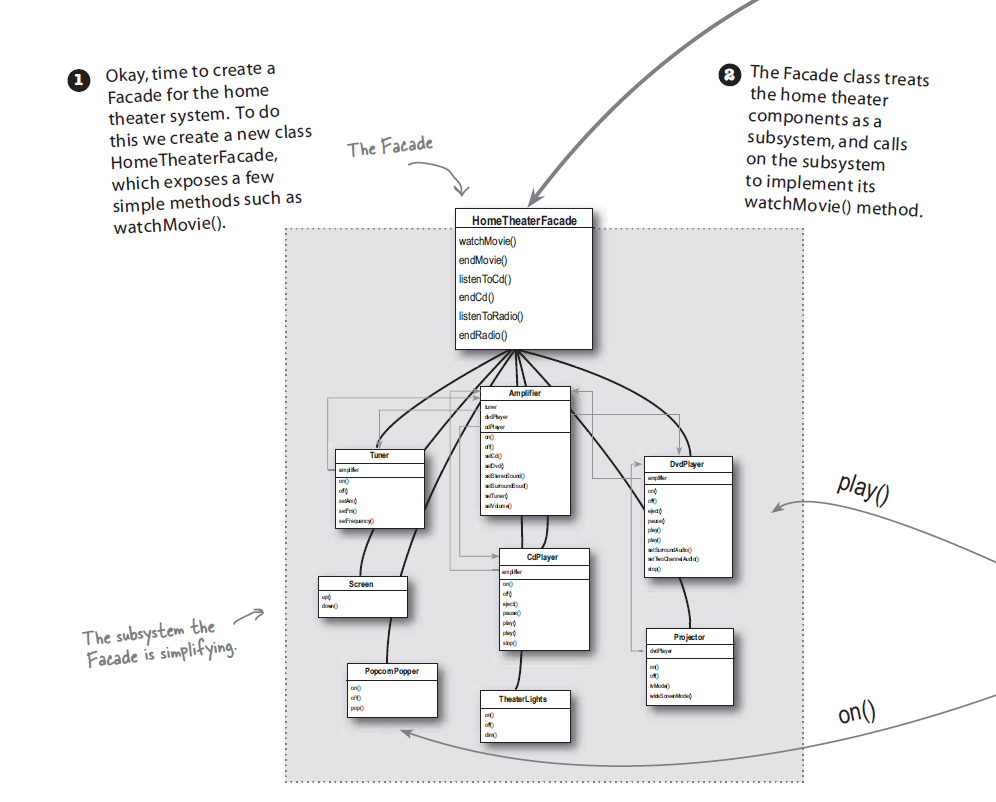 1 Okay, time to create a
Facade for the home
theater system. To do
this we create a new class
HomeTheaterFacade,
which exposes a few
simple methods such as
watchMovie().
The Facade
2 The Facade class treats
the home theater
components as a
subsystem, and calls
on the subsystem
to implement its
watchMovie() method.
HomeTheaterFacade
watchMovie()
endMovie()
listenToCd()
endCd()
listenToRadio()
endRadio()
Amplifier
tuner
dvdPlayer
cdPlayer
on()
off()
setCd()
setDvd()
setStereoSound()
setSurroundSoud()
setTuner()
setVolume()
Tuner
amplifier
on()
off()
setAm()
setFm()
setFrequency()
DvdPlayer
amplifier
on()
off()
eject()
pause()
play()
play()
setSurroundAudio()
setTwoChannelAudio()
stop()
play()
Screen
up()
down()
CdPlayer
amplifier
on()
off()
eject()
pause()
play()
play()
stop()
The subsystem the
Facade is simplifying.
PopcornPopper
on()
off()
pop()
TheaterLights
on()
off()
dim()
Projector
dvdPlayer
on()
off()
tvMode()
wideScreenMode()
on()